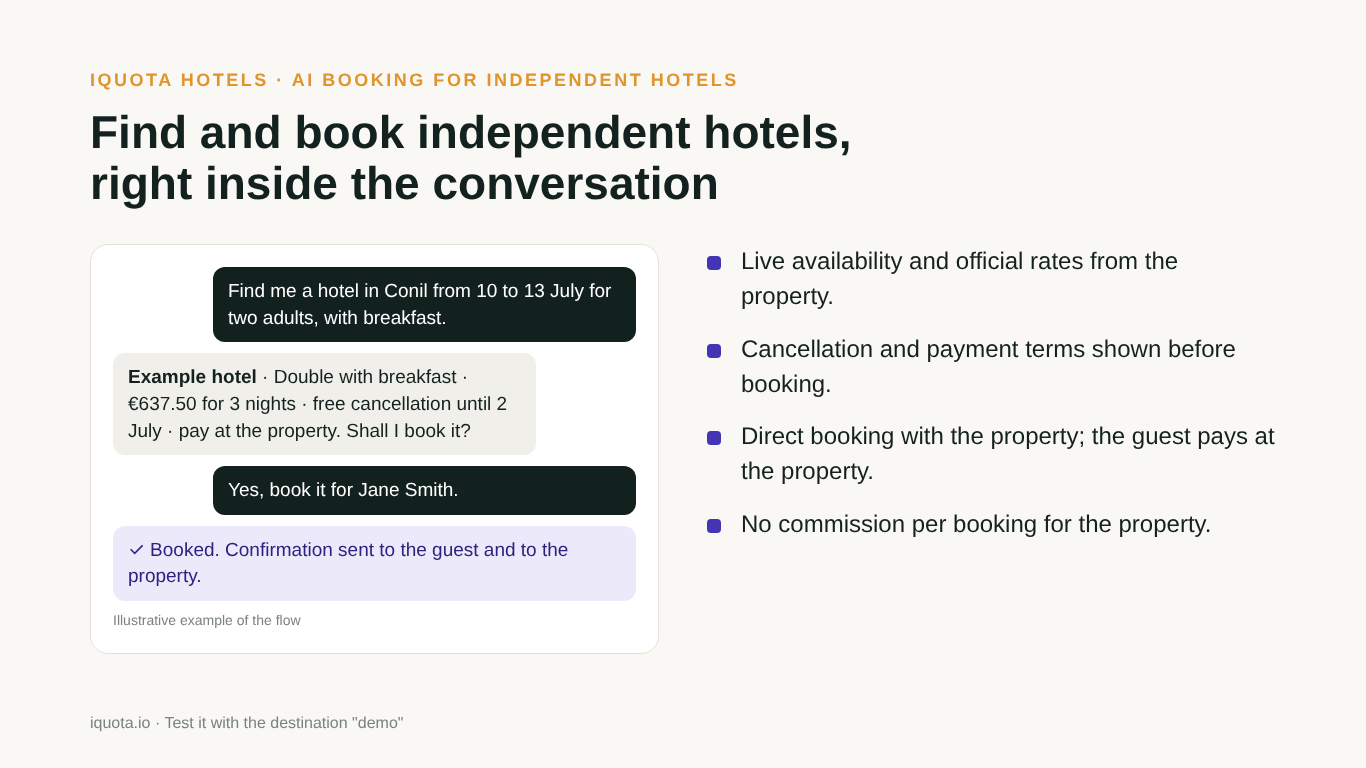 IQUOTA HOTELS · AI BOOKING FOR INDEPENDENT HOTELS
Find and book independent hotels,
right inside the conversation
Find me a hotel in Conil from 10 to 13 July for
two adults, with breakfast.
Example hotel · Double with breakfast ·
€637.50 for 3 nights · free cancellation until 2
July · pay at the property. Shall I book it?
Yes, book it for Jane Smith.
✓ Booked. Confirmation sent to the guest and to the
property.
Illustrative example of the flow
Live availability and official rates from the
property.
Cancellation and payment terms shown before
booking.
Direct booking with the property; the guest pays at
the property.
No commission per booking for the property.
iquota.io · Test it with the destination "demo"